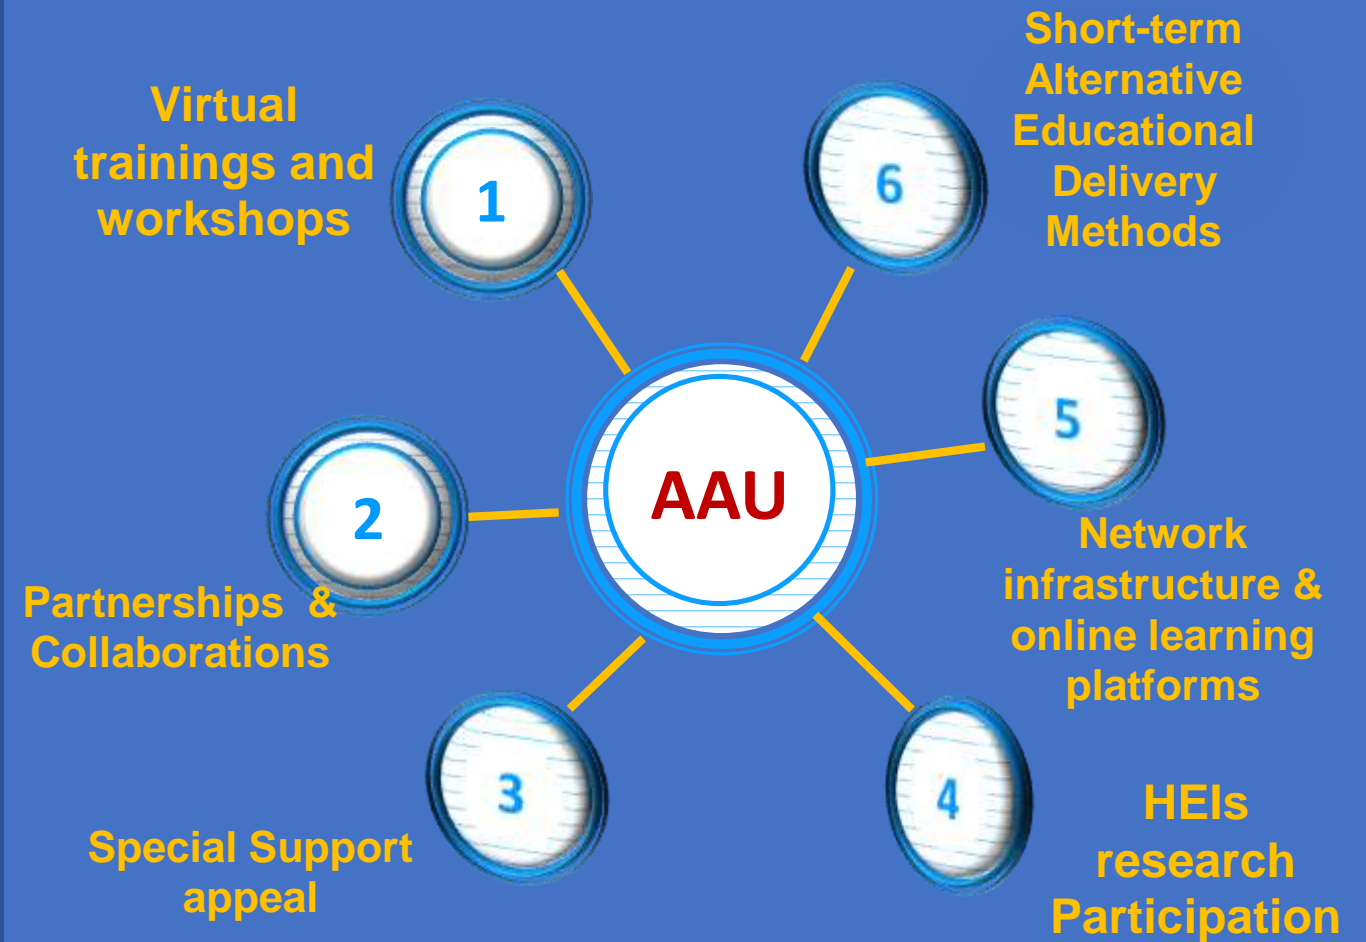 Virtual
trainings and
workshops
1
2
Partnerships &
Collaborations
3
Special Support
appeal
AAU
4
HEIs
research
Participation
5
Network
infrastructure &
online learning
platforms
6
Short-term
Alternative
Educational
Delivery
Methods